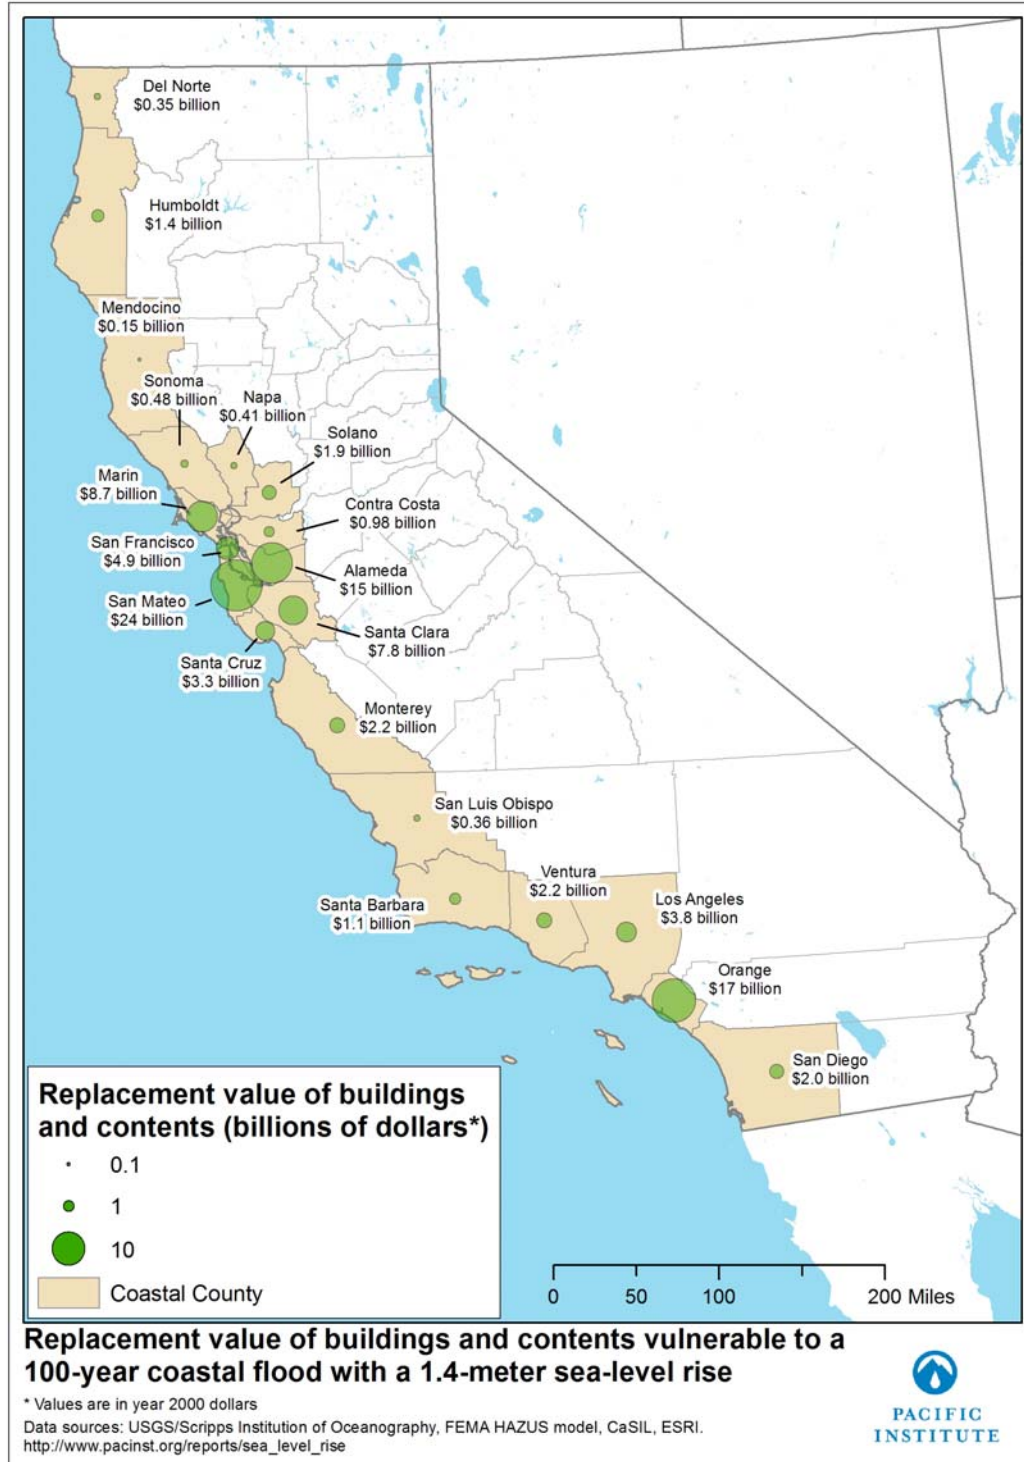 Del Norte
$0.35 billion
Humboldt
$1.4 billion
Mendocino
$0.15 billion
Sonoma
$0.48 billion
Napa
$0.41 billion
Solano
$1.9 billion
Marin
$8.7 billion
Contra Costa
$0.98 billion
San Francisco
$4.9 billion
Alameda
$15 billion
San Mateo
$24 billion
Santa Clara
$7.8 billion
Santa Cruz
$3.3 billion
Monterey
$2.2 billion
San Luis Obispo
$0.36 billion
Ventura
$2.2 billion
Santa Barbara
$1.1 billion
Los Angeles
$3.8 billion
Orange
$17 billion
San Diego
$2.0 billion
Replacement value of buildings
and contents (billions of dollars*)
0.1
1
10
Coastal County
0 50 100 200 Miles
Replacement value of buildings and contents vulnerable to a
100-year coastal flood with a 1.4-meter sea-level rise
* Values are in year 2000 dollars
Data sources: USGS/Scripps Institution of Oceanography, FEMA HAZUS model, CaSIL, ESRI.
http://www.pacinst.org/reports/sea_level_rise
PACIFIC
INSTITUTE